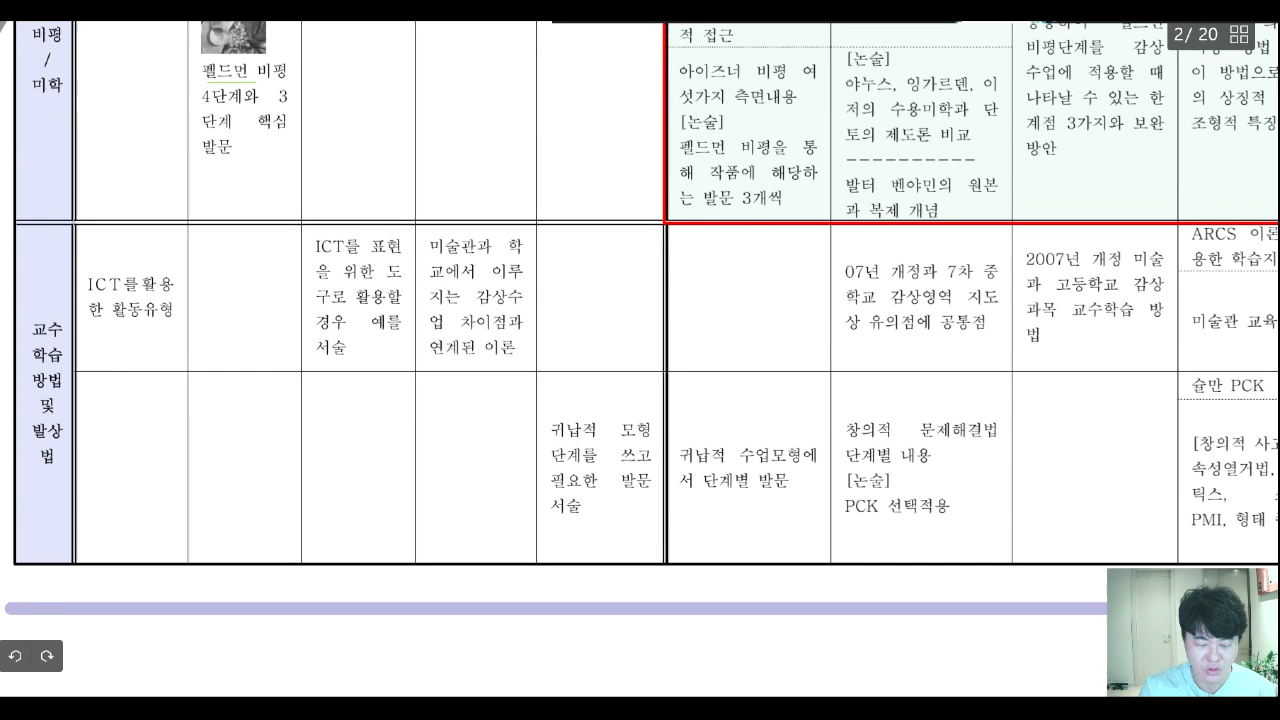 2/ 20
비평
/
미학
펠드먼 비평
4단계와 3
단계 핵심
발문
적 접근
아이즈너 비평 여
섯가지 측면내용
[논술]
펠드먼 비평을 통
해 작품에 해당하
는 발문 3개씩
[논술]
야누스, 잉가르덴, 이
저의 수용미학과 단
토의 제도론 비교
----------
발터 벤야민의 원본
과 복제 개념
비평단계를 감상
수업에 적용할 때
나타날 수 있는 한
계점 3가지와 보완
방안
이 방법으로
의 상징적
조형적 특징
교수
학습
방법
및
발상
법
ICT를활용
한 활동유형
ICT를 표현
을 위한 도
구로 활용할
경우 예를
서술
미술관과 학
교에서 이루
지는 감상수
업 차이점과
연계된 이론
07년 개정과 7차 중
학교 감상영역 지도
상 유의점에 공통점
2007년 개정 미술
과 고등학교 감상
과목 교수학습 방
법
ARCS 이론
용한 학습지
미술관 교육
귀납적 모형
단계를 쓰고
필요한 발문
서술
귀납적 수업모형에
서 단계별 발문
창의적 문제해결법
단계별 내용
[논술]
PCK 선택적용
슐만 PCK
[창의적 사고
속성열거법,
틱스,
PMI, 형태